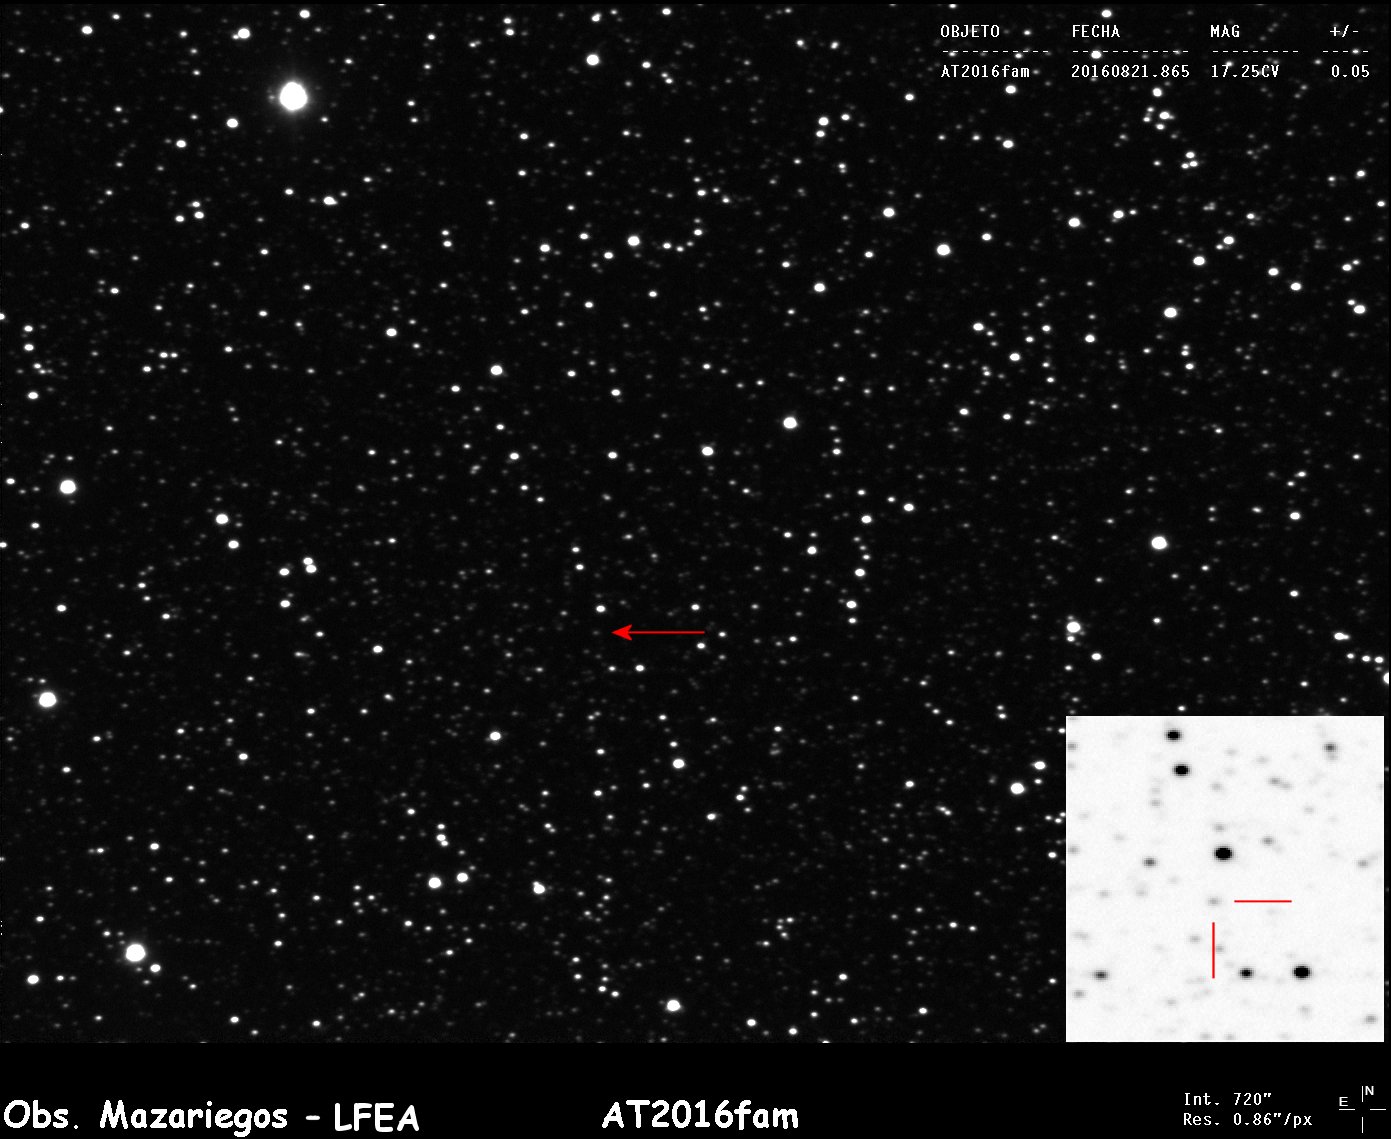 OBJETO FECHA MAG +/-
AT2016fam 20160821.865 17.25CV 0.05
Obs. Mazariegos - LFEA AT2016fam
Int. 720"
Res. 0.86"/px
N
E